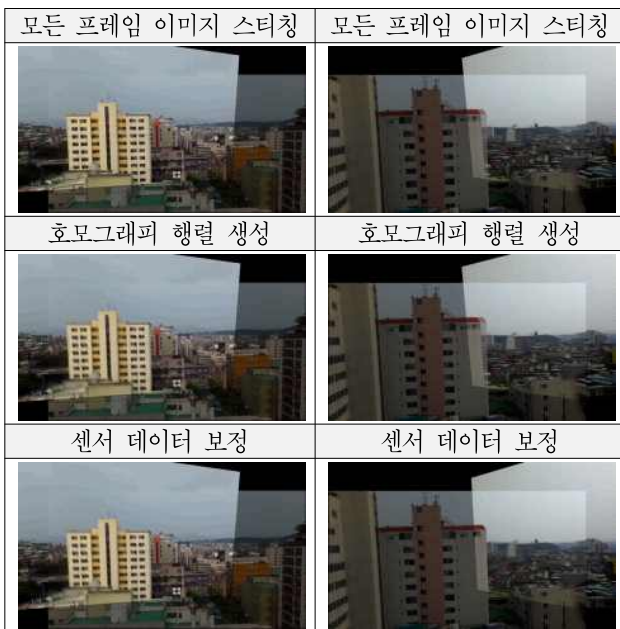 모든 프레임 이미지 스티칭 모든 프레임 이미지 스티칭
호모그래피 행렬 생성 호모그래피 행렬 생성
센서 데이터 보정 센서 데이터 보정